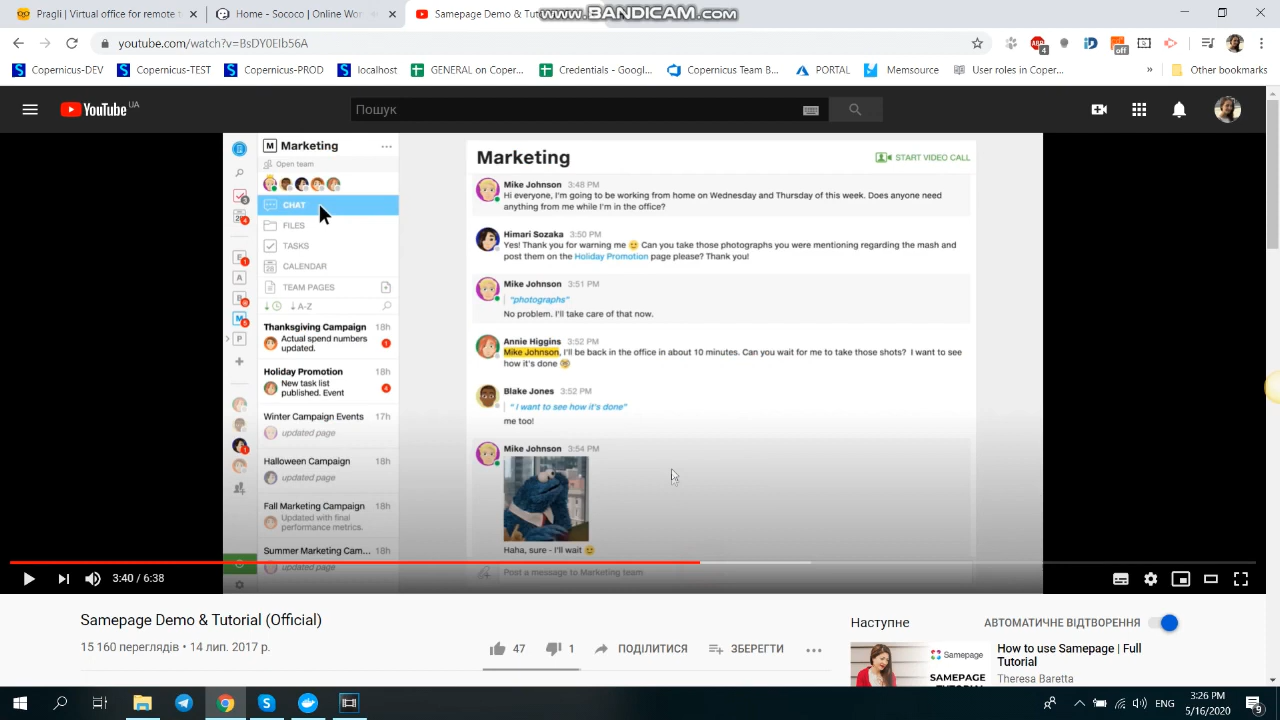 Pragli | Virtual Office
Sococo | Online
Samepage Demo & Tutorial
www.BANDICAM.com
youtube.com/watch?v=BsDY0EIb56A
4
off
Copernicus-DEV
Copernicus-TEST
Copernicus-PROD
localhost
GENERAL on Coper...
Credentials - Googl...
Copernicus Team B...
PORTAL
Memsource
User roles in Coper...
»
Other bookmarks
YouTube UA
Пошук
M Marketing
Open team
CHAT
FILES
TASKS
CALENDAR
TEAM PAGES
A-Z
Thanksgiving Campaign 18h
Actual spend numbers
updated.
1
Holiday Promotion 18h
New task list
published. Event
4
Winter Campaign Events 17h
updated page
Halloween Campaign 18h
updated page
Fall Marketing Campaign 18h
Updated with final
performance metrics.
Summer Marketing Cam... 18h
updated page
Marketing
START VIDEO CALL
Mike Johnson 3:48 PM
Hi everyone, I'm going to be working from home on Wednesday and Thursday of this week. Does anyone need
anything from me while I'm in the office?
Himari Sozaka 3:50 PM
Yes! Thank you for warning me Can you take those photographs you were mentioning regarding the mash and
post them on the Holiday Promotion page please? Thank you!
Mike Johnson 3:51 PM
"photographs"
No problem. I'll take care of that now.
Annie Higgins 3:52 PM
Mike Johnson, I'll be back in the office in about 10 minutes. Can you wait for me to take those shots? I want to see
how it's done
Blake Jones 3:52 PM
" I want to see how it's done"
me too!
Mike Johnson 3:54 PM
Haha, sure - I'll wait
Post a message to Marketing team
3:40 / 6:38
Samepage Demo & Tutorial (Official)
15 160 переглядів • 14 лип. 2017 р.
47
1
ПОДІЛИТИСЯ
ЗБЕРЕГТИ
Наступне
АВТОМАТИЧНЕ ВІДТВОРЕННЯ
Samepage
SAMEPAGE
How to use Samepage | Full
Tutorial
Theresa Baretta
ENG
3:26 PM
5/16/2020
9